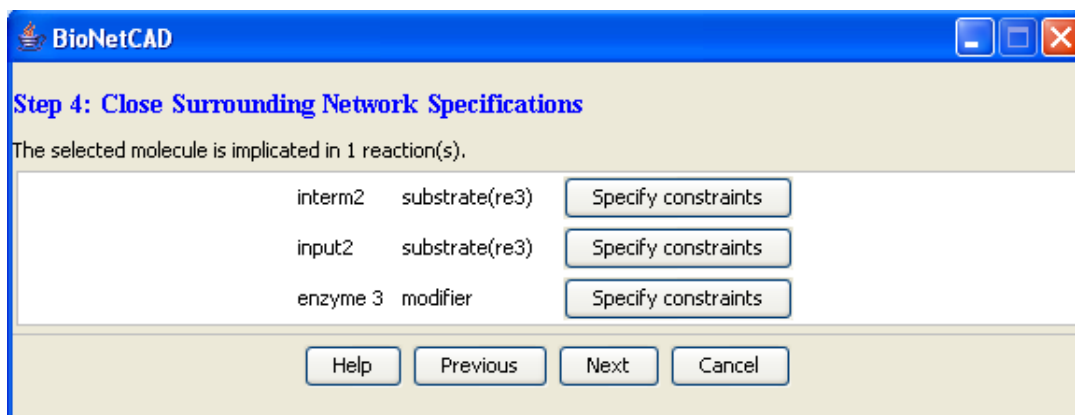 BioNetCAD
Step 4: Close Surrounding Network Specifications
The selected molecule is implicated in 1 reaction(s).
interm2 substrate(re3) Specify constraints
input2 substrate(re3) Specify constraints
enzyme 3 modifier Specify constraints
Help Previous Next Cancel